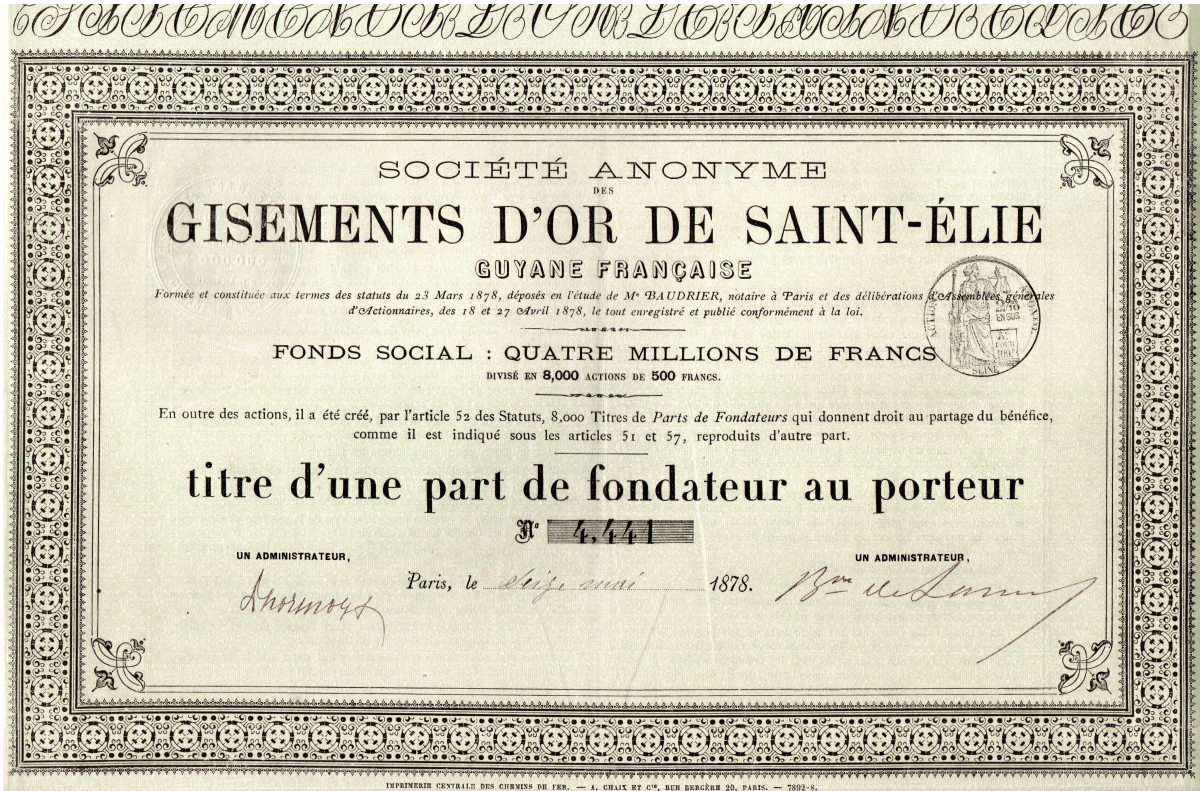 SOCIÉTÉ ANONYME
DES
GISEMENTS D'OR DE SAINT-ÉLIE
GUYANE FRANÇAISE
Formée et constituée aux termes des statuts du 23 Mars 1878, déposés en l'étude de Me BAUDRIER, notaire à Paris et des délibérations d'Assemblées générales
d'Actionnaires, des 18 et 27 Avril 1878, le tout enregistré et publié conformément à la loi.
FONDS SOCIAL : QUATRE MILLIONS DE FRANCS
DIVISÉ EN 8,000 ACTIONS DE 500 FRANCS.
En outre des actions, il a été créé, par l'article 52 des Statuts, 8,000 Titres de Parts de Fondateurs qui donnent droit au partage du bénéfice,
comme il est indiqué sous les articles 51 et 57, reproduits d'autre part.
titre d'une part de fondateur au porteur
No 4,441
UN ADMINISTRATEUR,
UN ADMINISTRATEUR,
Paris, le seize mai 1878.
2/10
EN SUS
POUR
SEINE
IMPRIMERIE CENTRALE DES CHEMINS DE FER. — A. CHAIX ET Cie, RUE BERGÈRE 20, PARIS. — 7892-8.